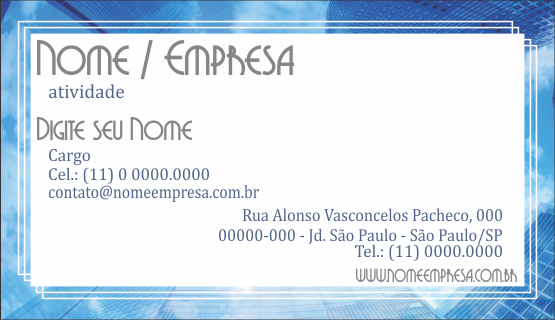 Nome / Empresa
atividade
Digite seu Nome
Cargo
Cel.: (11) 0 0000.0000
contato@nomeempresa.com.br
Rua Alonso Vasconcelos Pacheco, 000
00000-000 - Jd. São Paulo - São Paulo/SP
Tel.: (11) 0000.0000
www.nomeempresa.com.br